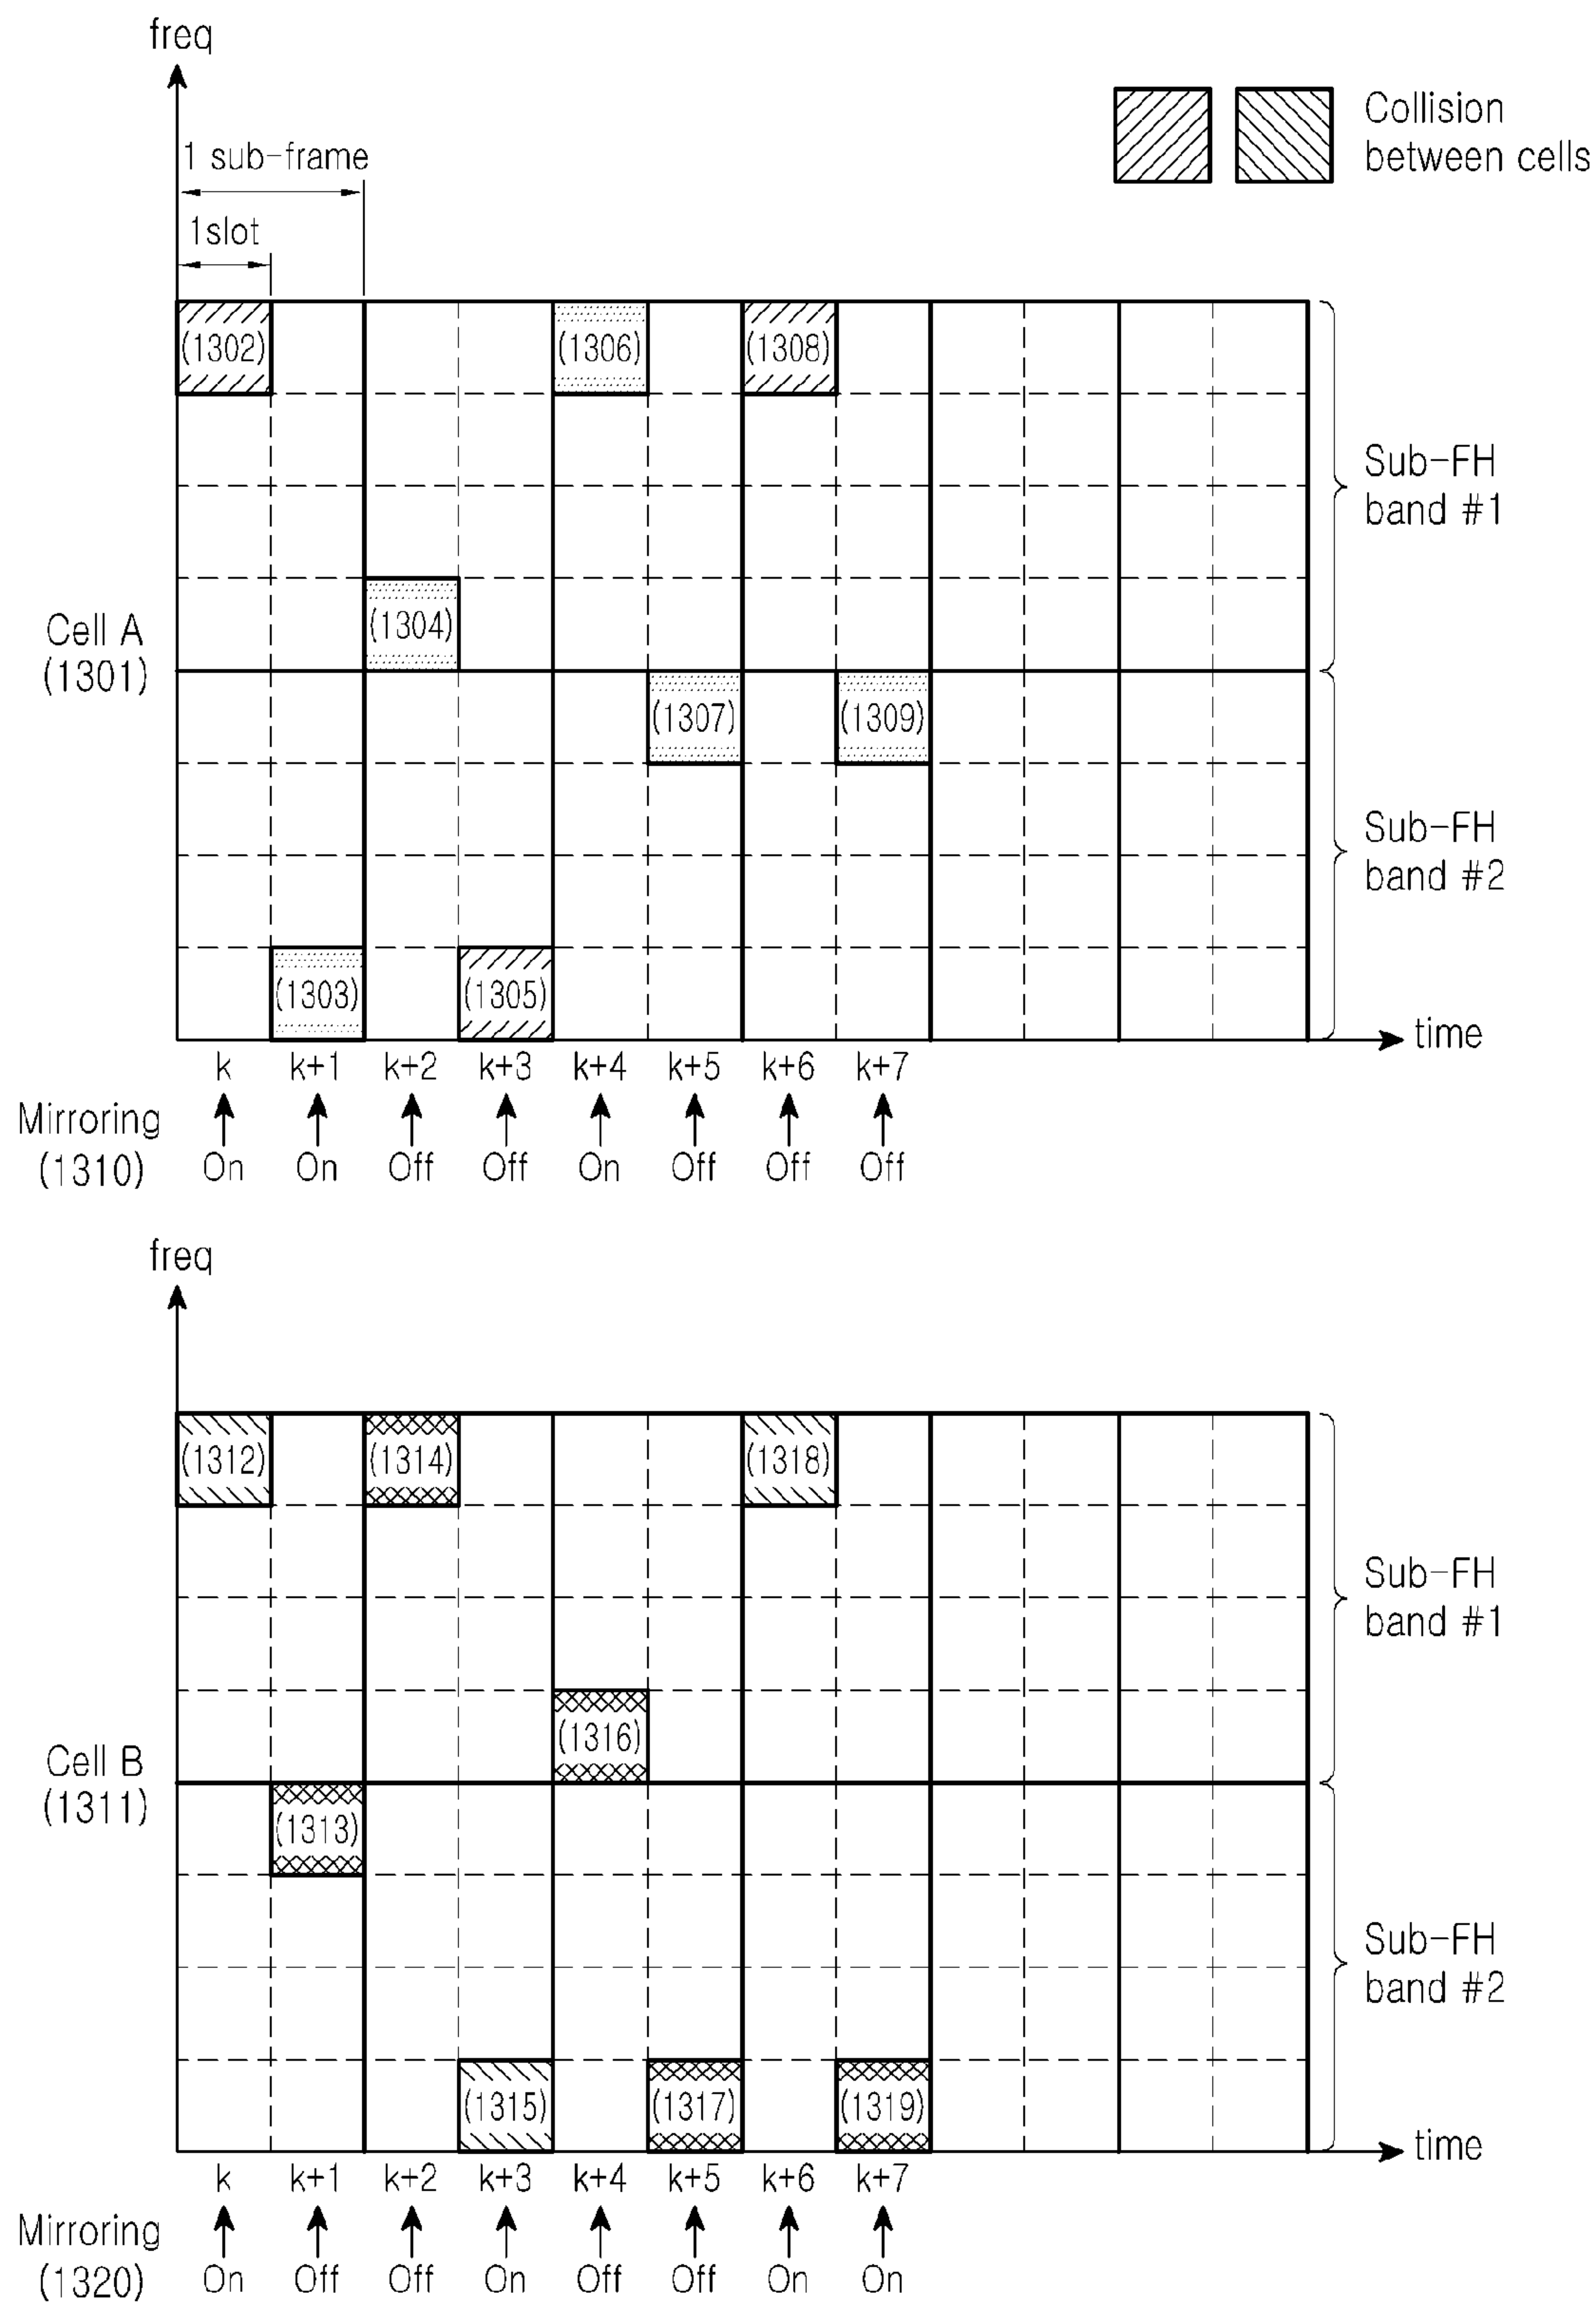 freq
1 sub-frame
1slot
Collision
between cells
(1302)
(1306)
(1308)
Sub-FH
band #1
(1304)
Cell A
(1301)
(1307)
(1309)
Sub-FH
band #2
(1303)
(1305)
time
k k+1 k+2 k+3 k+4 k+5 k+6 k+7
Mirroring
(1310)
On On Off Off On Off Off Off
freq
(1312)
(1314)
(1318)
Sub-FH
band #1
(1316)
Cell B
(1311)
(1313)
Sub-FH
band #2
(1315)
(1317)
(1319)
time
k k+1 k+2 k+3 k+4 k+5 k+6 k+7
Mirroring
(1320)
On Off Off On Off Off On On